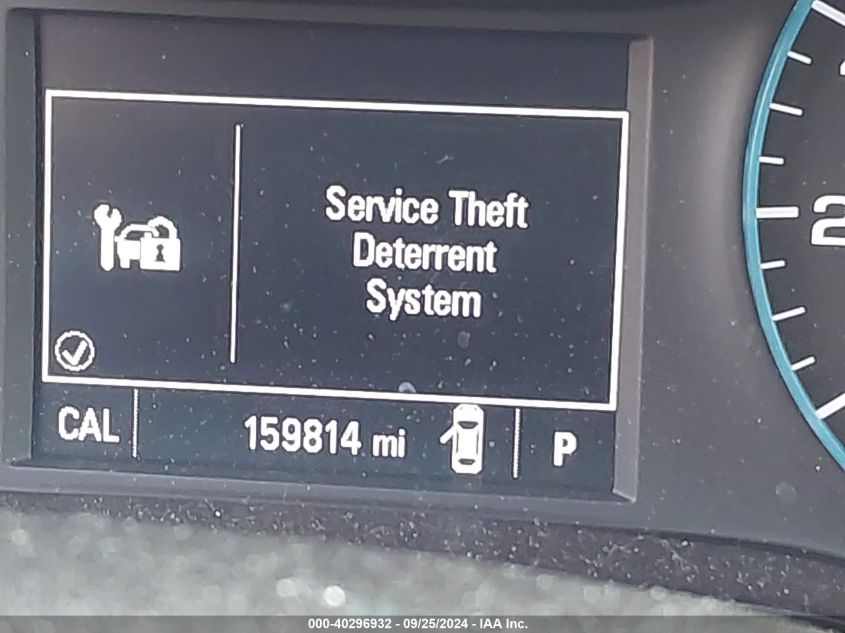 Service Theft
Deterrent
System
CAL 159814 mi P
2
000-40296932 - 09/25/2024 - IAA Inc.